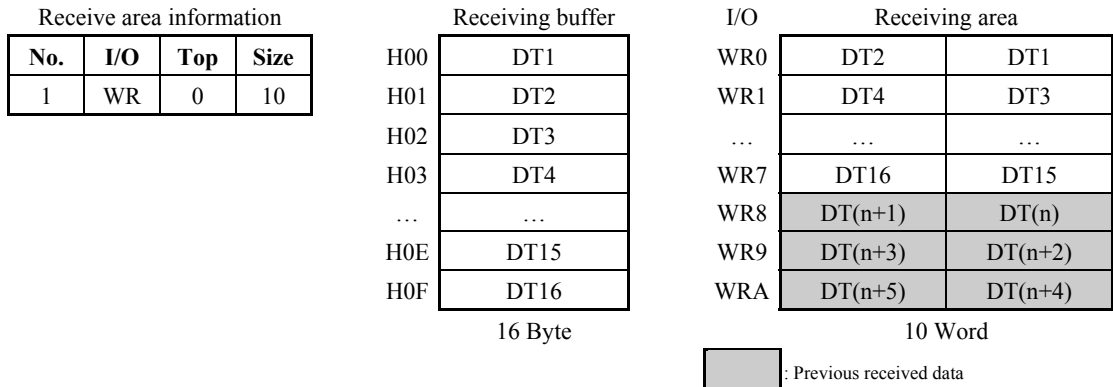 Receive area information
No. I/O Top Size
1 WR 0 10
Receiving buffer
H00 DT1
H01 DT2
H02 DT3
H03 DT4
… …
H0E DT15
H0F DT16
16 Byte
I/O Receiving area
WR0 DT2 DT1
WR1 DT4 DT3
… … …
WR7 DT16 DT15
WR8 DT(n+1) DT(n)
WR9 DT(n+3) DT(n+2)
WRA DT(n+5) DT(n+4)
10 Word
: Previous received data